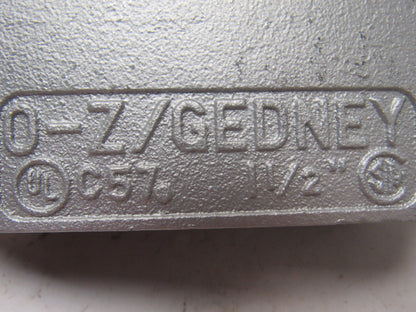 O-Z/GEDNEY
UL C57. 1 1/2" SA